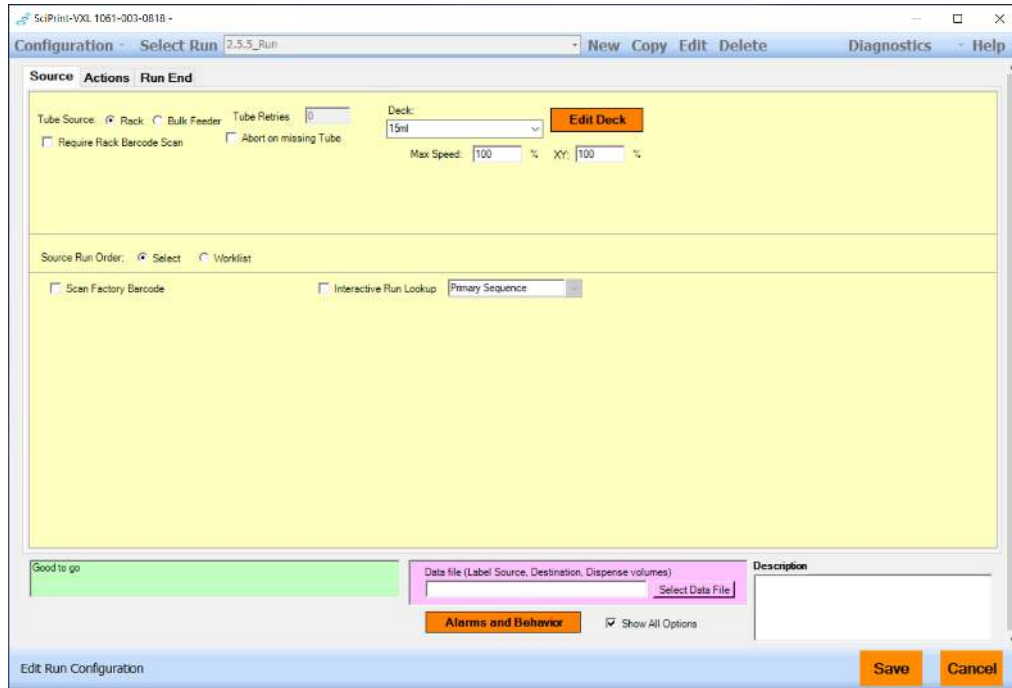 SciPrint-VXL 1061-003-0818 -
Configuration Select Run 2.5.5_Run New Copy Edit Delete Diagnostics Help
Source Actions Run End
Tube Source: Rack Bulk Feeder Tube Retries 0 Deck:
15ml Edit Deck
Require Rack Barcode Scan Abort on missing Tube
Max Speed: 100 % XY: 100 %
Source Run Order: Select Worklist
Scan Factory Barcode Interactive Run Lookup Primary Sequence
Good to go
Data file (Label Source, Destination, Dispense volumes)
Select Data File
Description
Alarms and Behavior Show All Options
Edit Run Configuration Save Cancel